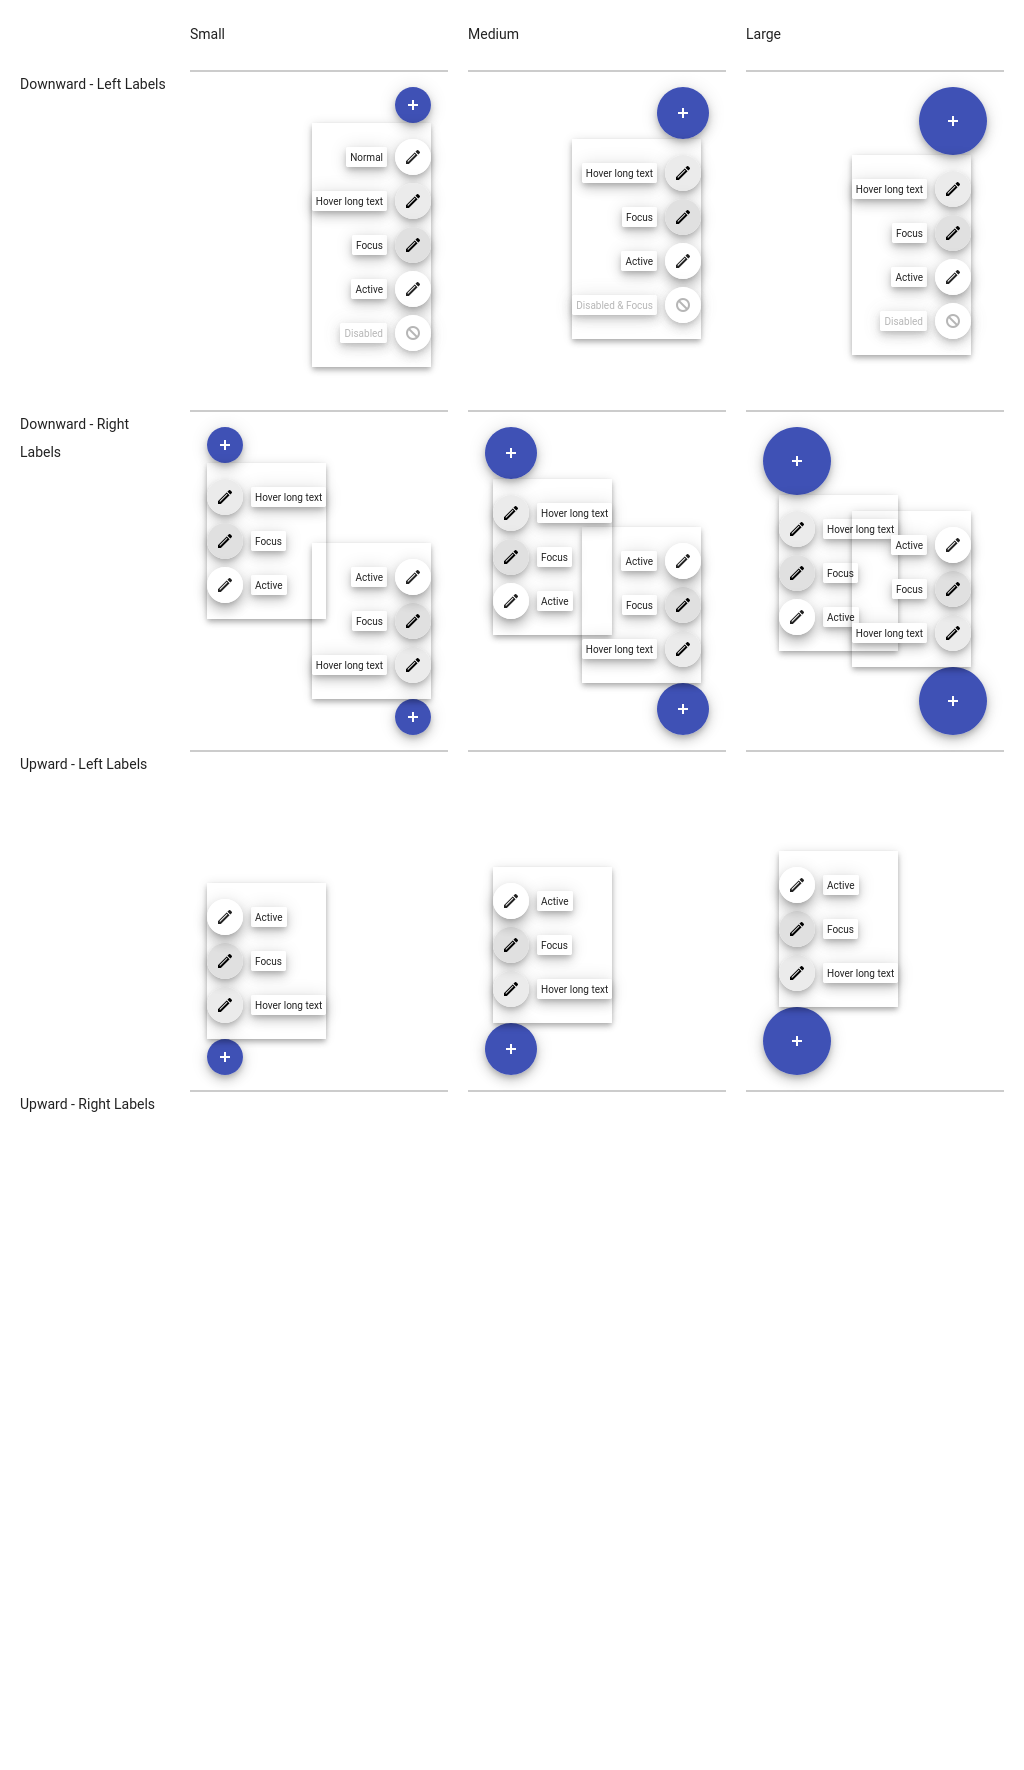 Small Medium Large
Downward - Left Labels
Normal
Hover long text
Focus
Active
Disabled
Hover long text
Focus
Active
Disabled & Focus
Hover long text
Focus
Active
Disabled
Downward - Right
Labels
Hover long text
Focus
Active
Active
Focus
Hover long text
Hover long text
Focus
Active
Active
Focus
Hover long text
Hover long text
Focus
Active
Active
Focus
Hover long text
Upward - Left Labels
Active
Focus
Hover long text
Active
Focus
Hover long text
Active
Focus
Hover long text
Upward - Right Labels